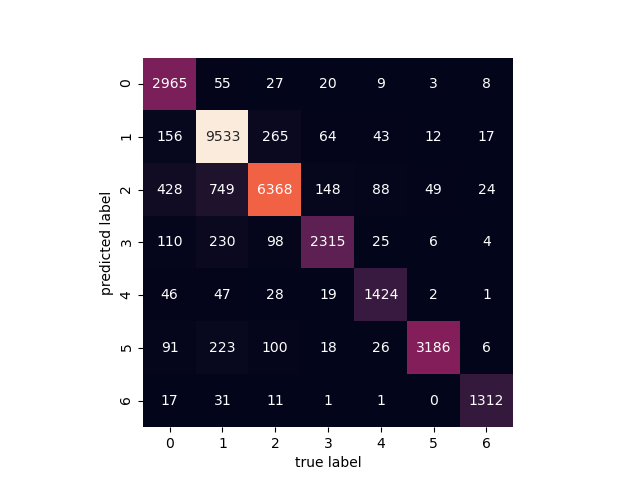 0 2965 55 27 20 9 3 8
1 156 9533 265 64 43 12 17
2 428 749 6368 148 88 49 24
3 110 230 98 2315 25 6 4
4 46 47 28 19 1424 2 1
5 91 223 100 18 26 3186 6
6 17 31 11 1 1 0 1312
0 1 2 3 4 5 6
predicted label
true label